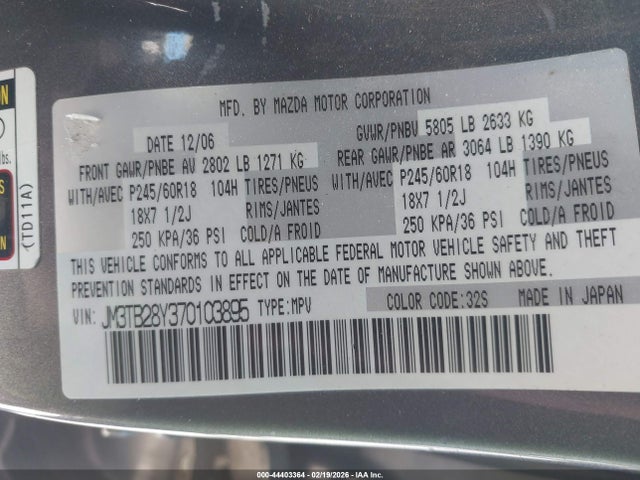 MFD. BY MAZDA MOTOR CORPORATION
DATE 12/06
GVWR/PNBV 5805 LB 2633 KG
FRONT GAWR/PNBE AV 2802 LB 1271 KG
REAR GAWR/PNBE AR 3064 LB 1390 KG
WITH/AVEC P245/60R18 104H TIRES/PNEUS
18X7 1/2J RIMS/JANTES
250 KPA/36 PSI COLD/A FROID
WITH/AVEC P245/60R18 104H TIRES/PNEUS
18X7 1/2J RIMS/JANTES
250 KPA/36 PSI COLD/A FROID
THIS VEHICLE CONFORMS TO ALL APPLICABLE FEDERAL MOTOR VEHICLE SAFETY AND THEFT
PREVENTION STANDARDS IN EFFECT ON THE DATE OF MANUFACTURE SHOWN ABOVE.
VIN: JM3TB28Y370103895 TYPE:MPV
COLOR CODE:32S MADE IN JAPAN
lbs.
(TD11A)
000-44403364 - 02/19/2026 - IAA Inc.